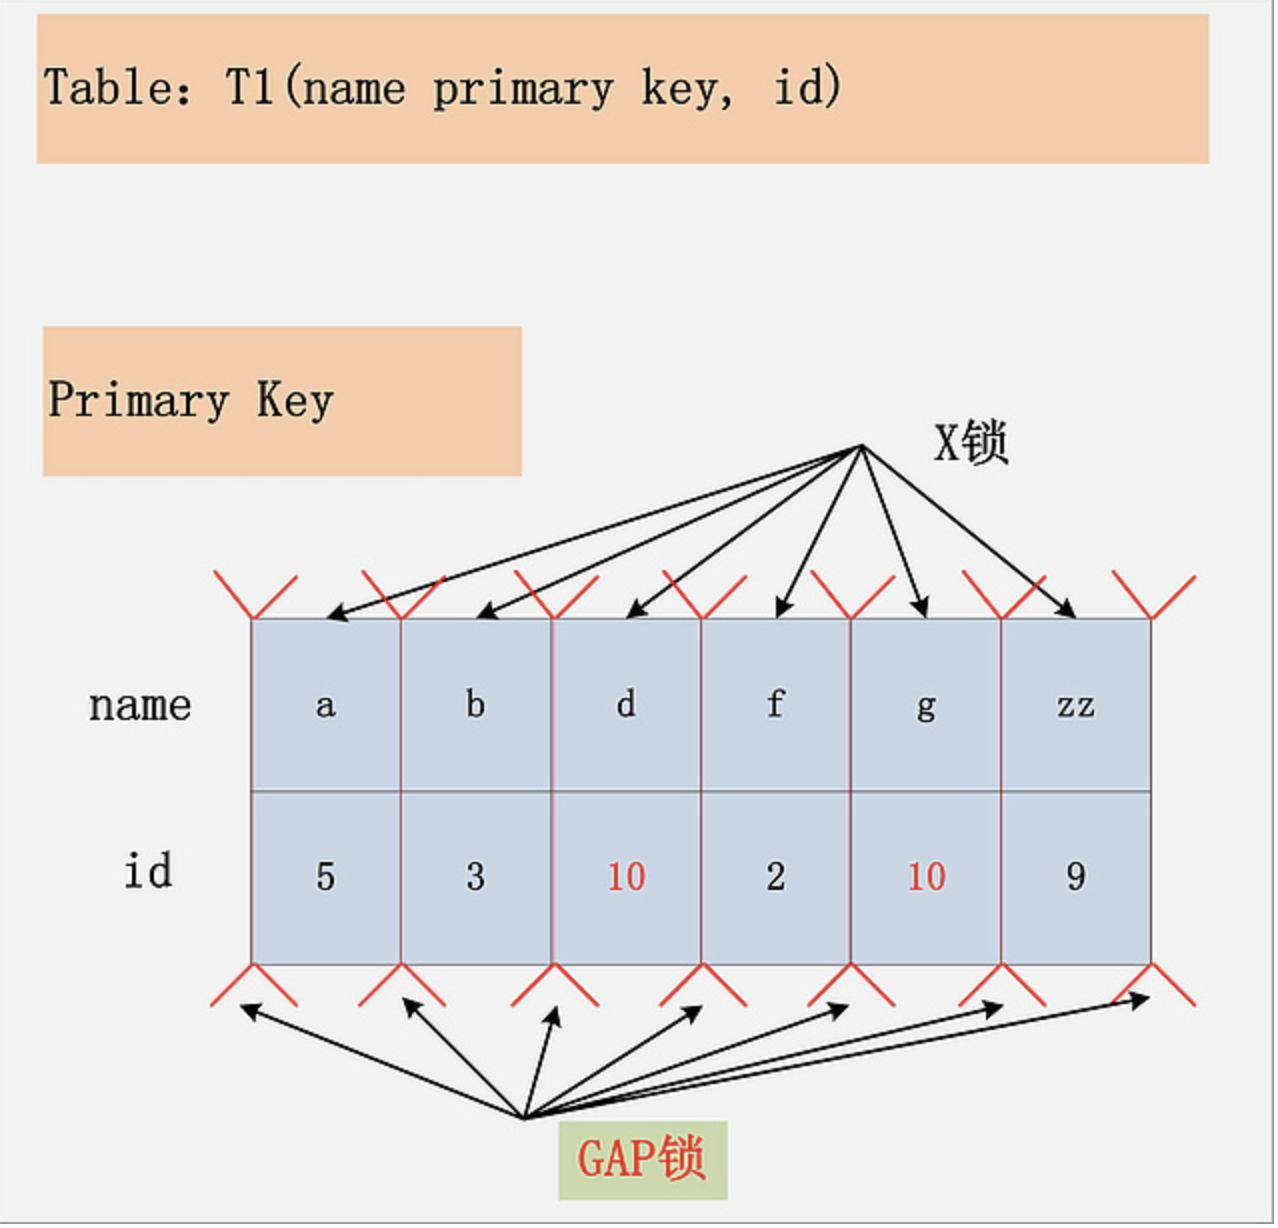 Table：T1(name primary key, id)
Primary Key
X锁
name a b d f g zz
id 5 3 10 2 10 9
GAP锁